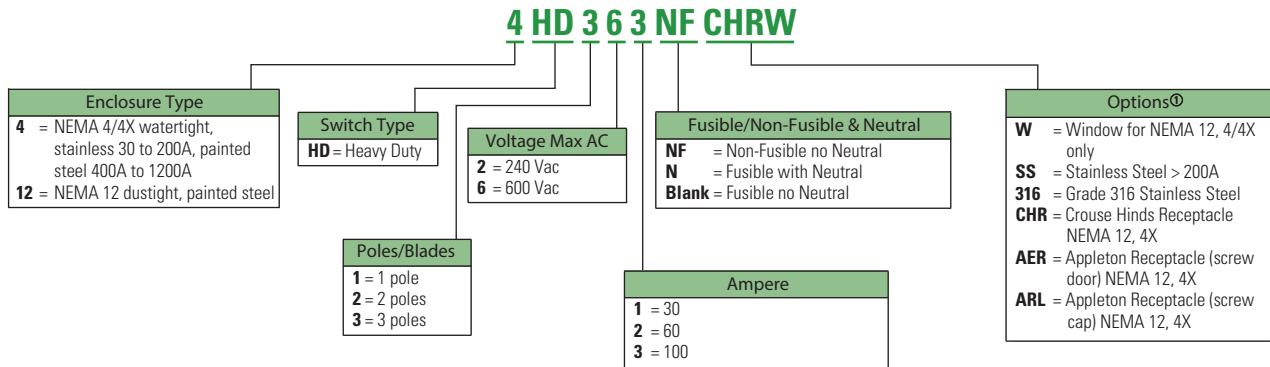 4 HD 3 6 3 NF CHRW
Enclosure Type
4 = NEMA 4/4X watertight,
stainless 30 to 200A, painted
steel 400A to 1200A
12 = NEMA 12 dustight, painted steel
Switch Type
HD = Heavy Duty
Poles/Blades
1 = 1 pole
2 = 2 poles
3 = 3 poles
Voltage Max AC
2 = 240 Vac
6 = 600 Vac
Ampere
1 = 30
2 = 60
3 = 100
Fusible/Non-Fusible & Neutral
NF = Non-Fusible no Neutral
N = Fusible with Neutral
Blank = Fusible no Neutral
Options①
W = Window for NEMA 12, 4/4X
only
SS = Stainless Steel > 200A
316 = Grade 316 Stainless Steel
CHR = Crouse Hinds Receptacle
NEMA 12, 4X
AER = Appleton Receptacle (screw
door) NEMA 12, 4X
ARL = Appleton Receptacle (screw
cap) NEMA 12, 4X